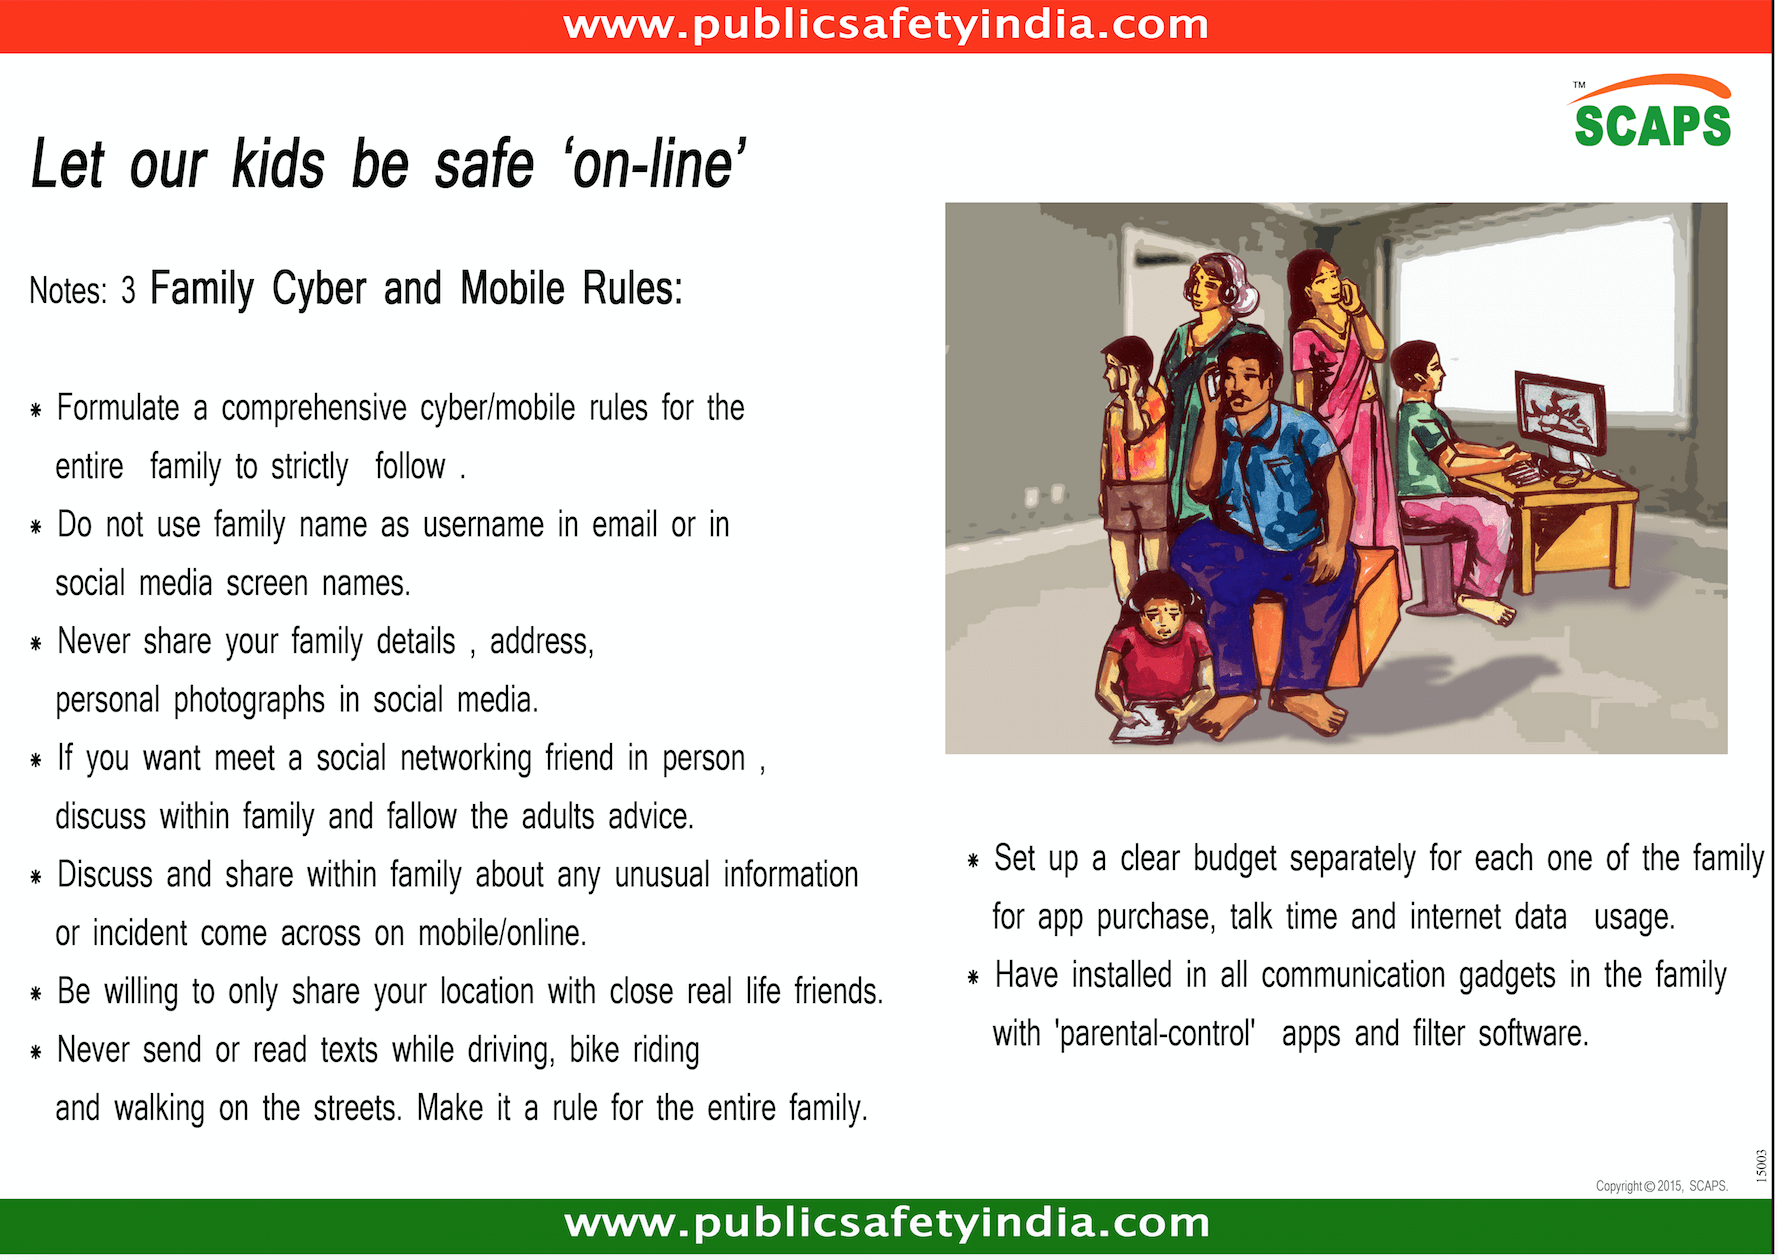 www.publicsafetyindia.com
TM
SCAPS
Let our kids be safe ‘on-line’
Notes: 3 Family Cyber and Mobile Rules:
* Formulate a comprehensive cyber/mobile rules for the
entire family to strictly follow .
* Do not use family name as username in email or in
social media screen names.
* Never share your family details , address,
personal photographs in social media.
* If you want meet a social networking friend in person ,
discuss within family and fallow the adults advice.
* Discuss and share within family about any unusual information
or incident come across on mobile/online.
* Be willing to only share your location with close real life friends.
* Never send or read texts while driving, bike riding
and walking on the streets. Make it a rule for the entire family.
* Set up a clear budget separately for each one of the family
for app purchase, talk time and internet data usage.
* Have installed in all communication gadgets in the family
with 'parental-control' apps and filter software.
15003
Copyright © 2015, SCAPS.
www.publicsafetyindia.com